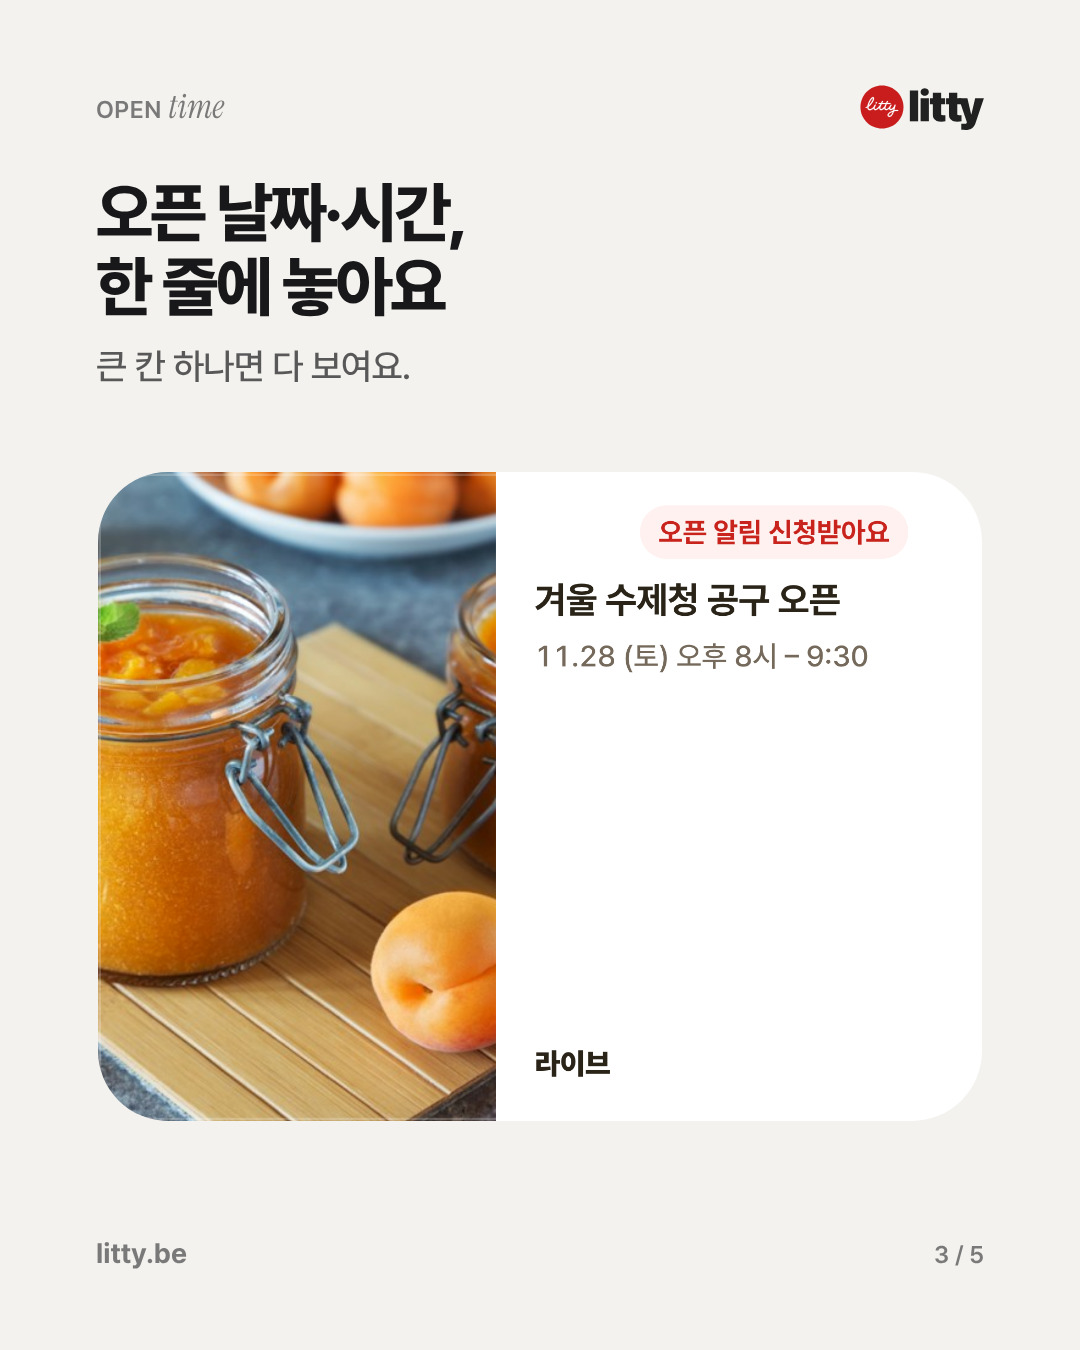 OPEN time
litty litty
오픈 날짜·시간,
한 줄에 놓아요
큰 칸 하나면 다 보여요.
오픈 알림 신청받아요
겨울 수제청 공구 오픈
11.28 (토) 오후 8시 – 9:30
라이브
litty.be
3 / 5